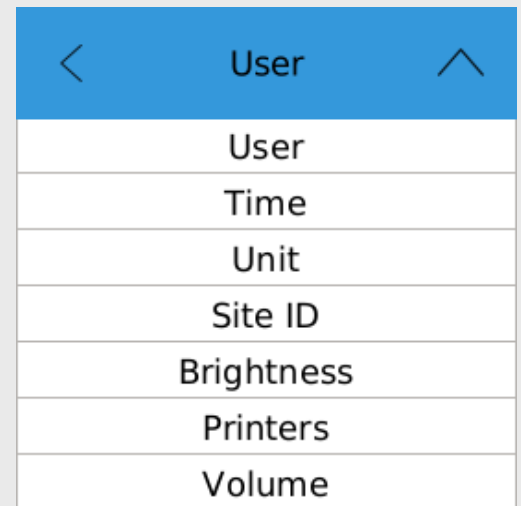 User
User
Time
Unit
Site ID
Brightness
Printers
Volume